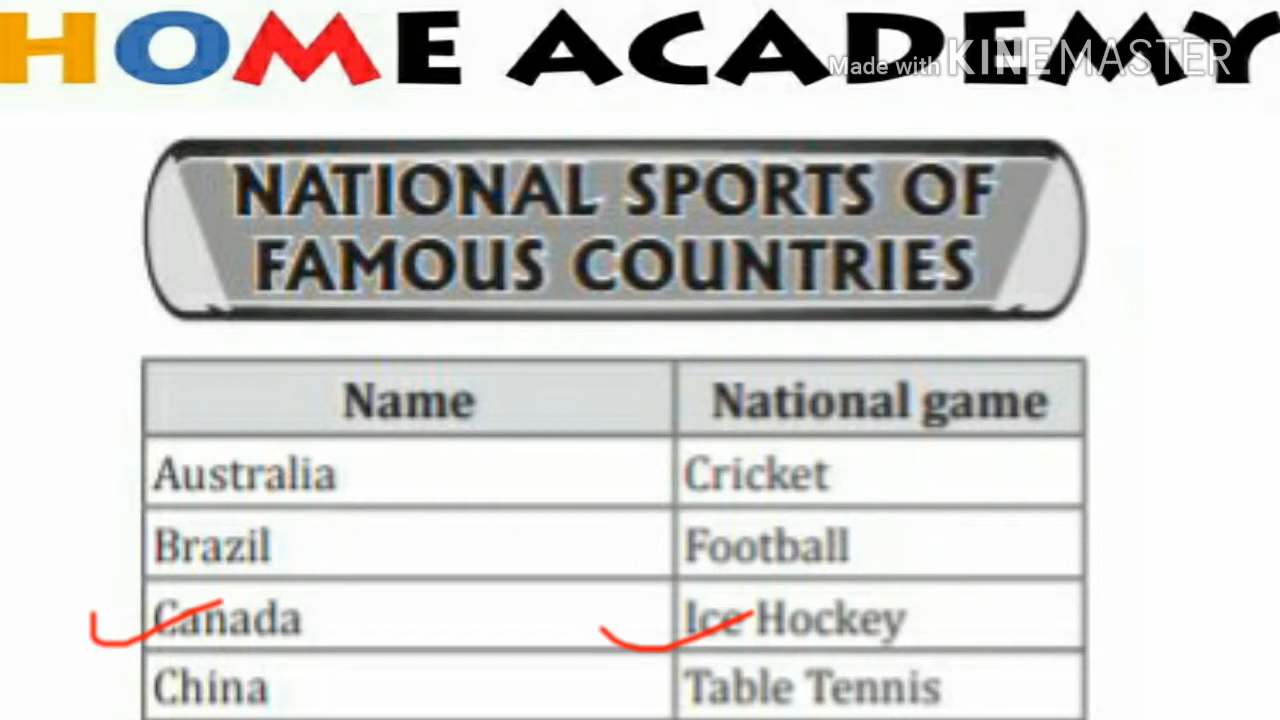 HOME ACADEMY
Made with KINEMASTER
NATIONAL SPORTS OF
FAMOUS COUNTRIES
Name National game
Australia Cricket
Brazil Football
Canada Ice Hockey
China Table Tennis